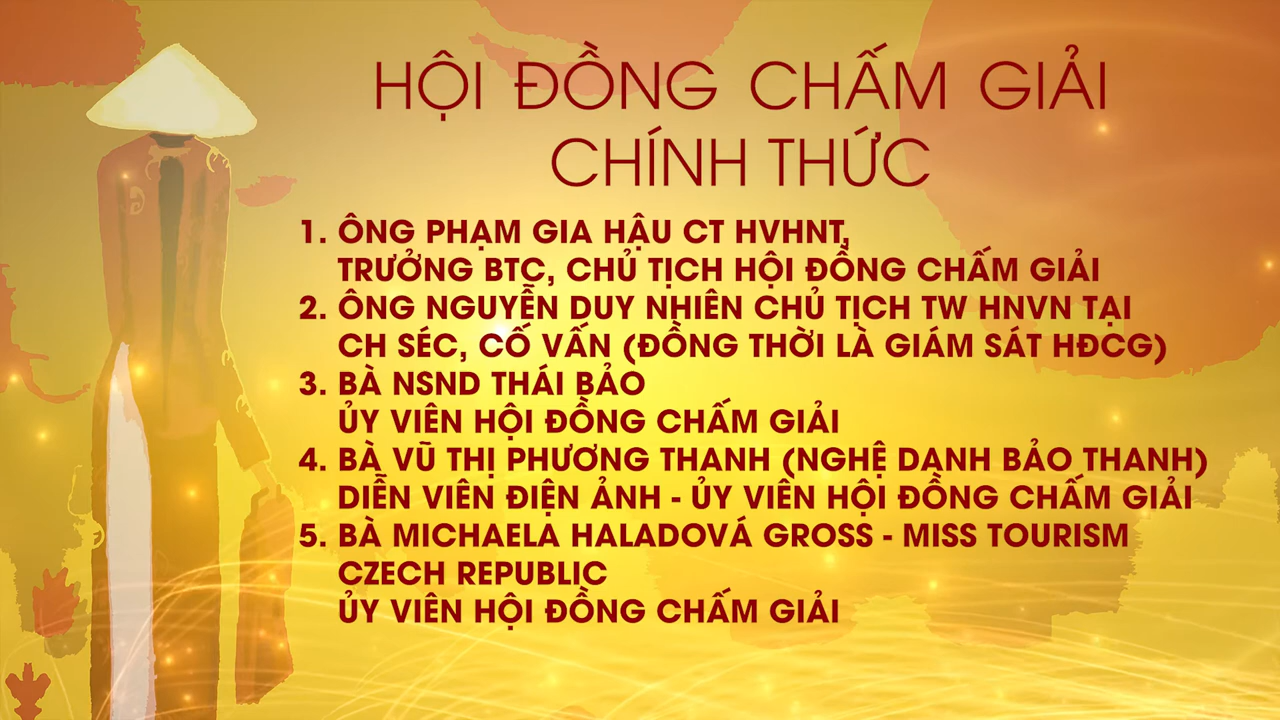 HỘI ĐỒNG CHẤM GIẢI
CHÍNH THỨC
1. ÔNG PHẠM GIA HẬU CT HVHNT,
TRƯỞNG BTC, CHỦ TỊCH HỘI ĐỒNG CHẤM GIẢI
2. ÔNG NGUYỄN DUY NHIÊN CHỦ TỊCH TW HNVN TẠI
CH SÉC, CỐ VẤN (ĐỒNG THỜI LÀ GIÁM SÁT HĐCG)
3. BÀ NSND THÁI BẢO
ỦY VIÊN HỘI ĐỒNG CHẤM GIẢI
4. BÀ VŨ THỊ PHƯƠNG THANH (NGHỆ DANH BẢO THANH)
DIỄN VIÊN ĐIỆN ẢNH - ỦY VIÊN HỘI ĐỒNG CHẤM GIẢI
5. BÀ MICHAELA HALADOVÁ GROSS - MISS TOURISM
CZECH REPUBLIC
ỦY VIÊN HỘI ĐỒNG CHẤM GIẢI